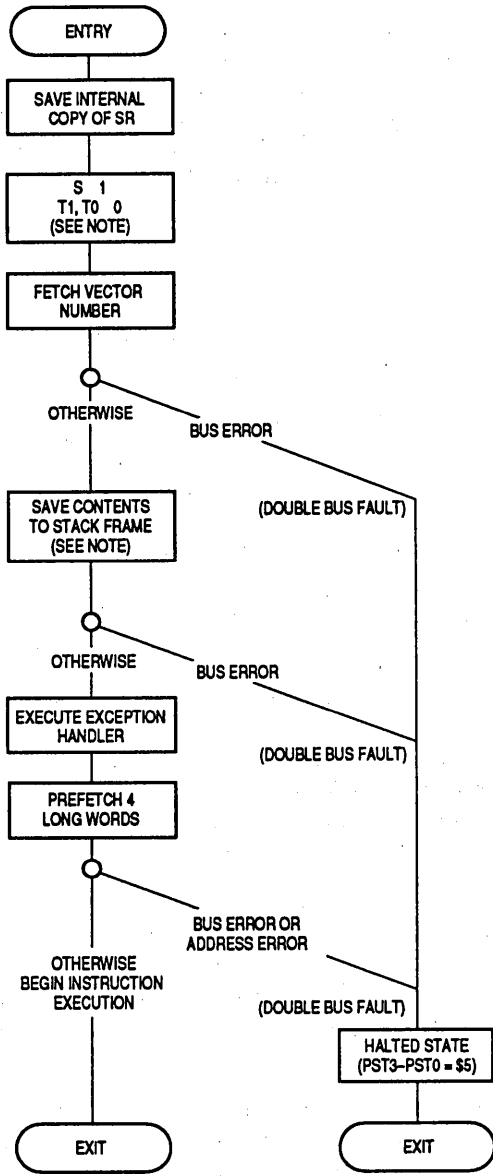 ENTRY
SAVE INTERNAL
COPY OF SR
S 1
T1, T0 0
(SEE NOTE)
FETCH VECTOR
NUMBER
OTHERWISE
BUS ERROR
(DOUBLE BUS FAULT)
SAVE CONTENTS
TO STACK FRAME
(SEE NOTE)
OTHERWISE
BUS ERROR
(DOUBLE BUS FAULT)
EXECUTE EXCEPTION
HANDLER
PREFETCH 4
LONG WORDS
BUS ERROR OR
ADDRESS ERROR
OTHERWISE
BEGIN INSTRUCTION
EXECUTION
(DOUBLE BUS FAULT)
HALTED STATE
(PST3–PST0 = $5)
EXIT
EXIT